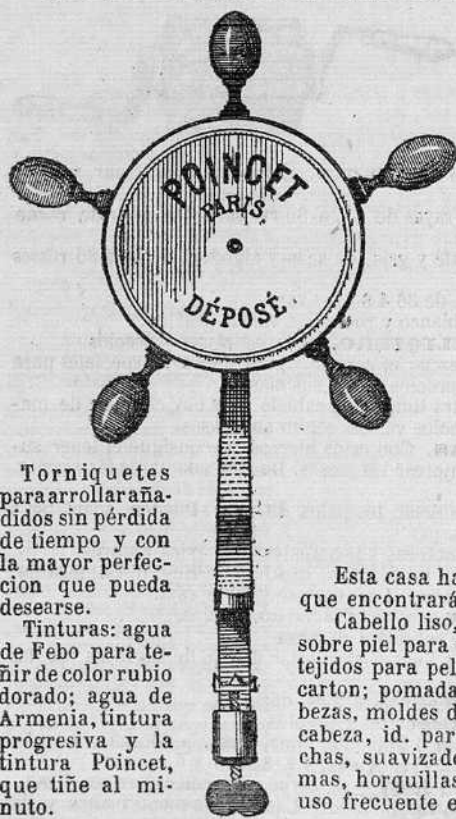 POINCET
PARIS.
DÉPOSÉ
Torniquetes
para arrollar aña-
didos sin pérdida
de tiempo y con
la mayor perfec-
cion que pueda
desearse.
Tinturas: agua
de Febo para te-
ñir de color rubio
dorado; agua de
Armenia, tintura
progresiva y la
tintura Poincet,
que tiñe al mi-
nuto.
Esta casa ha
que encontrará
Cabello liso,
sobre piel para
tejidos para pel
carton; pomada
bezas, moldes d
cabeza, id. par
chas, suavizado
mas, horquillas
uso frecuente e